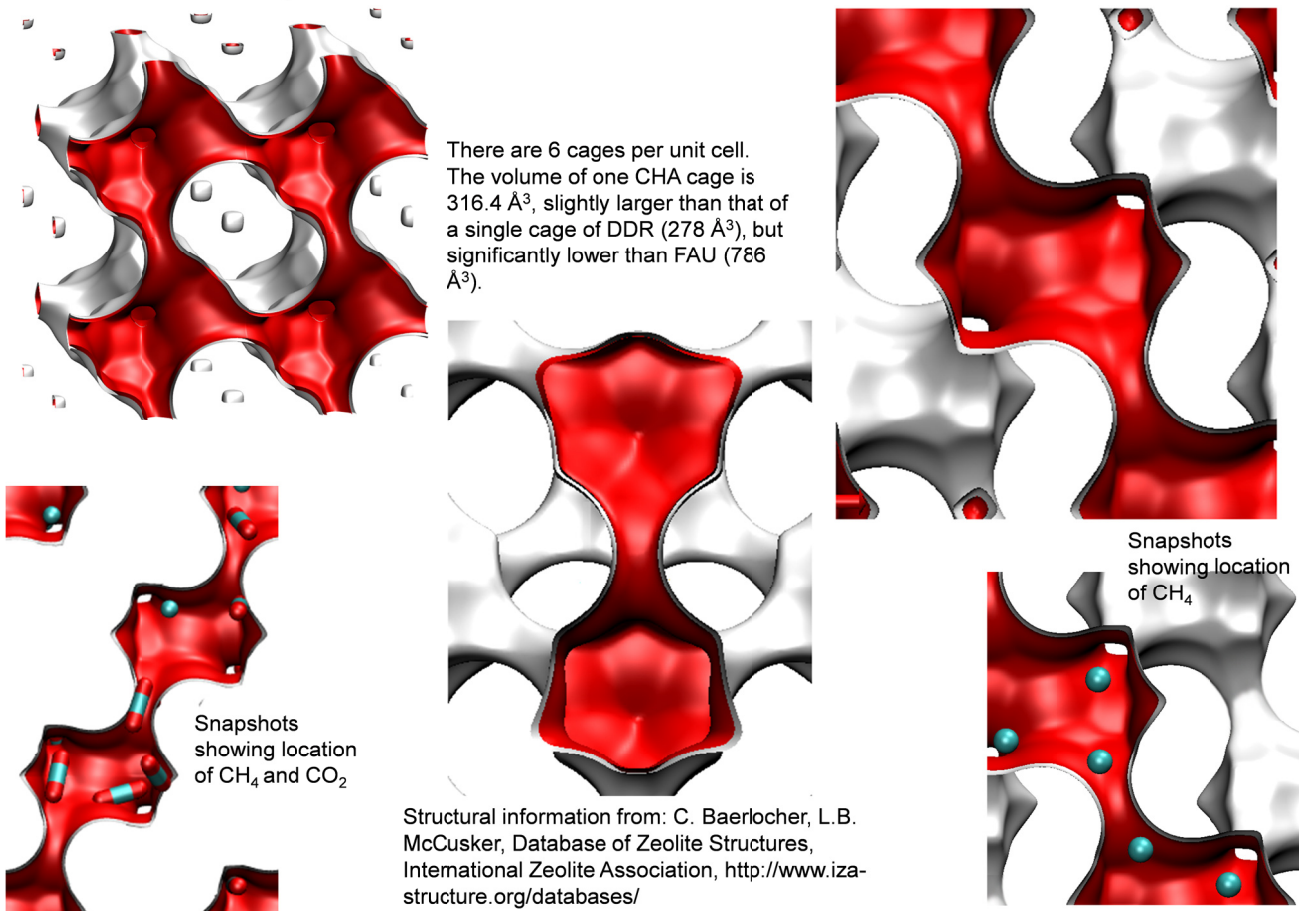 There are 6 cages per unit cell.
The volume of one CHA cage is
316.4 Å³, slightly larger than that of
a single cage of DDR (278 Å³), but
significantly lower than FAU (786
Å³).
Snapshots
showing location
of CH₄
Snapshots
showing location
of CH₄ and CO₂
Structural information from: C. Baerlocher, L.B.
McCusker, Database of Zeolite Structures,
International Zeolite Association, http://www.iza-
structure.org/databases/